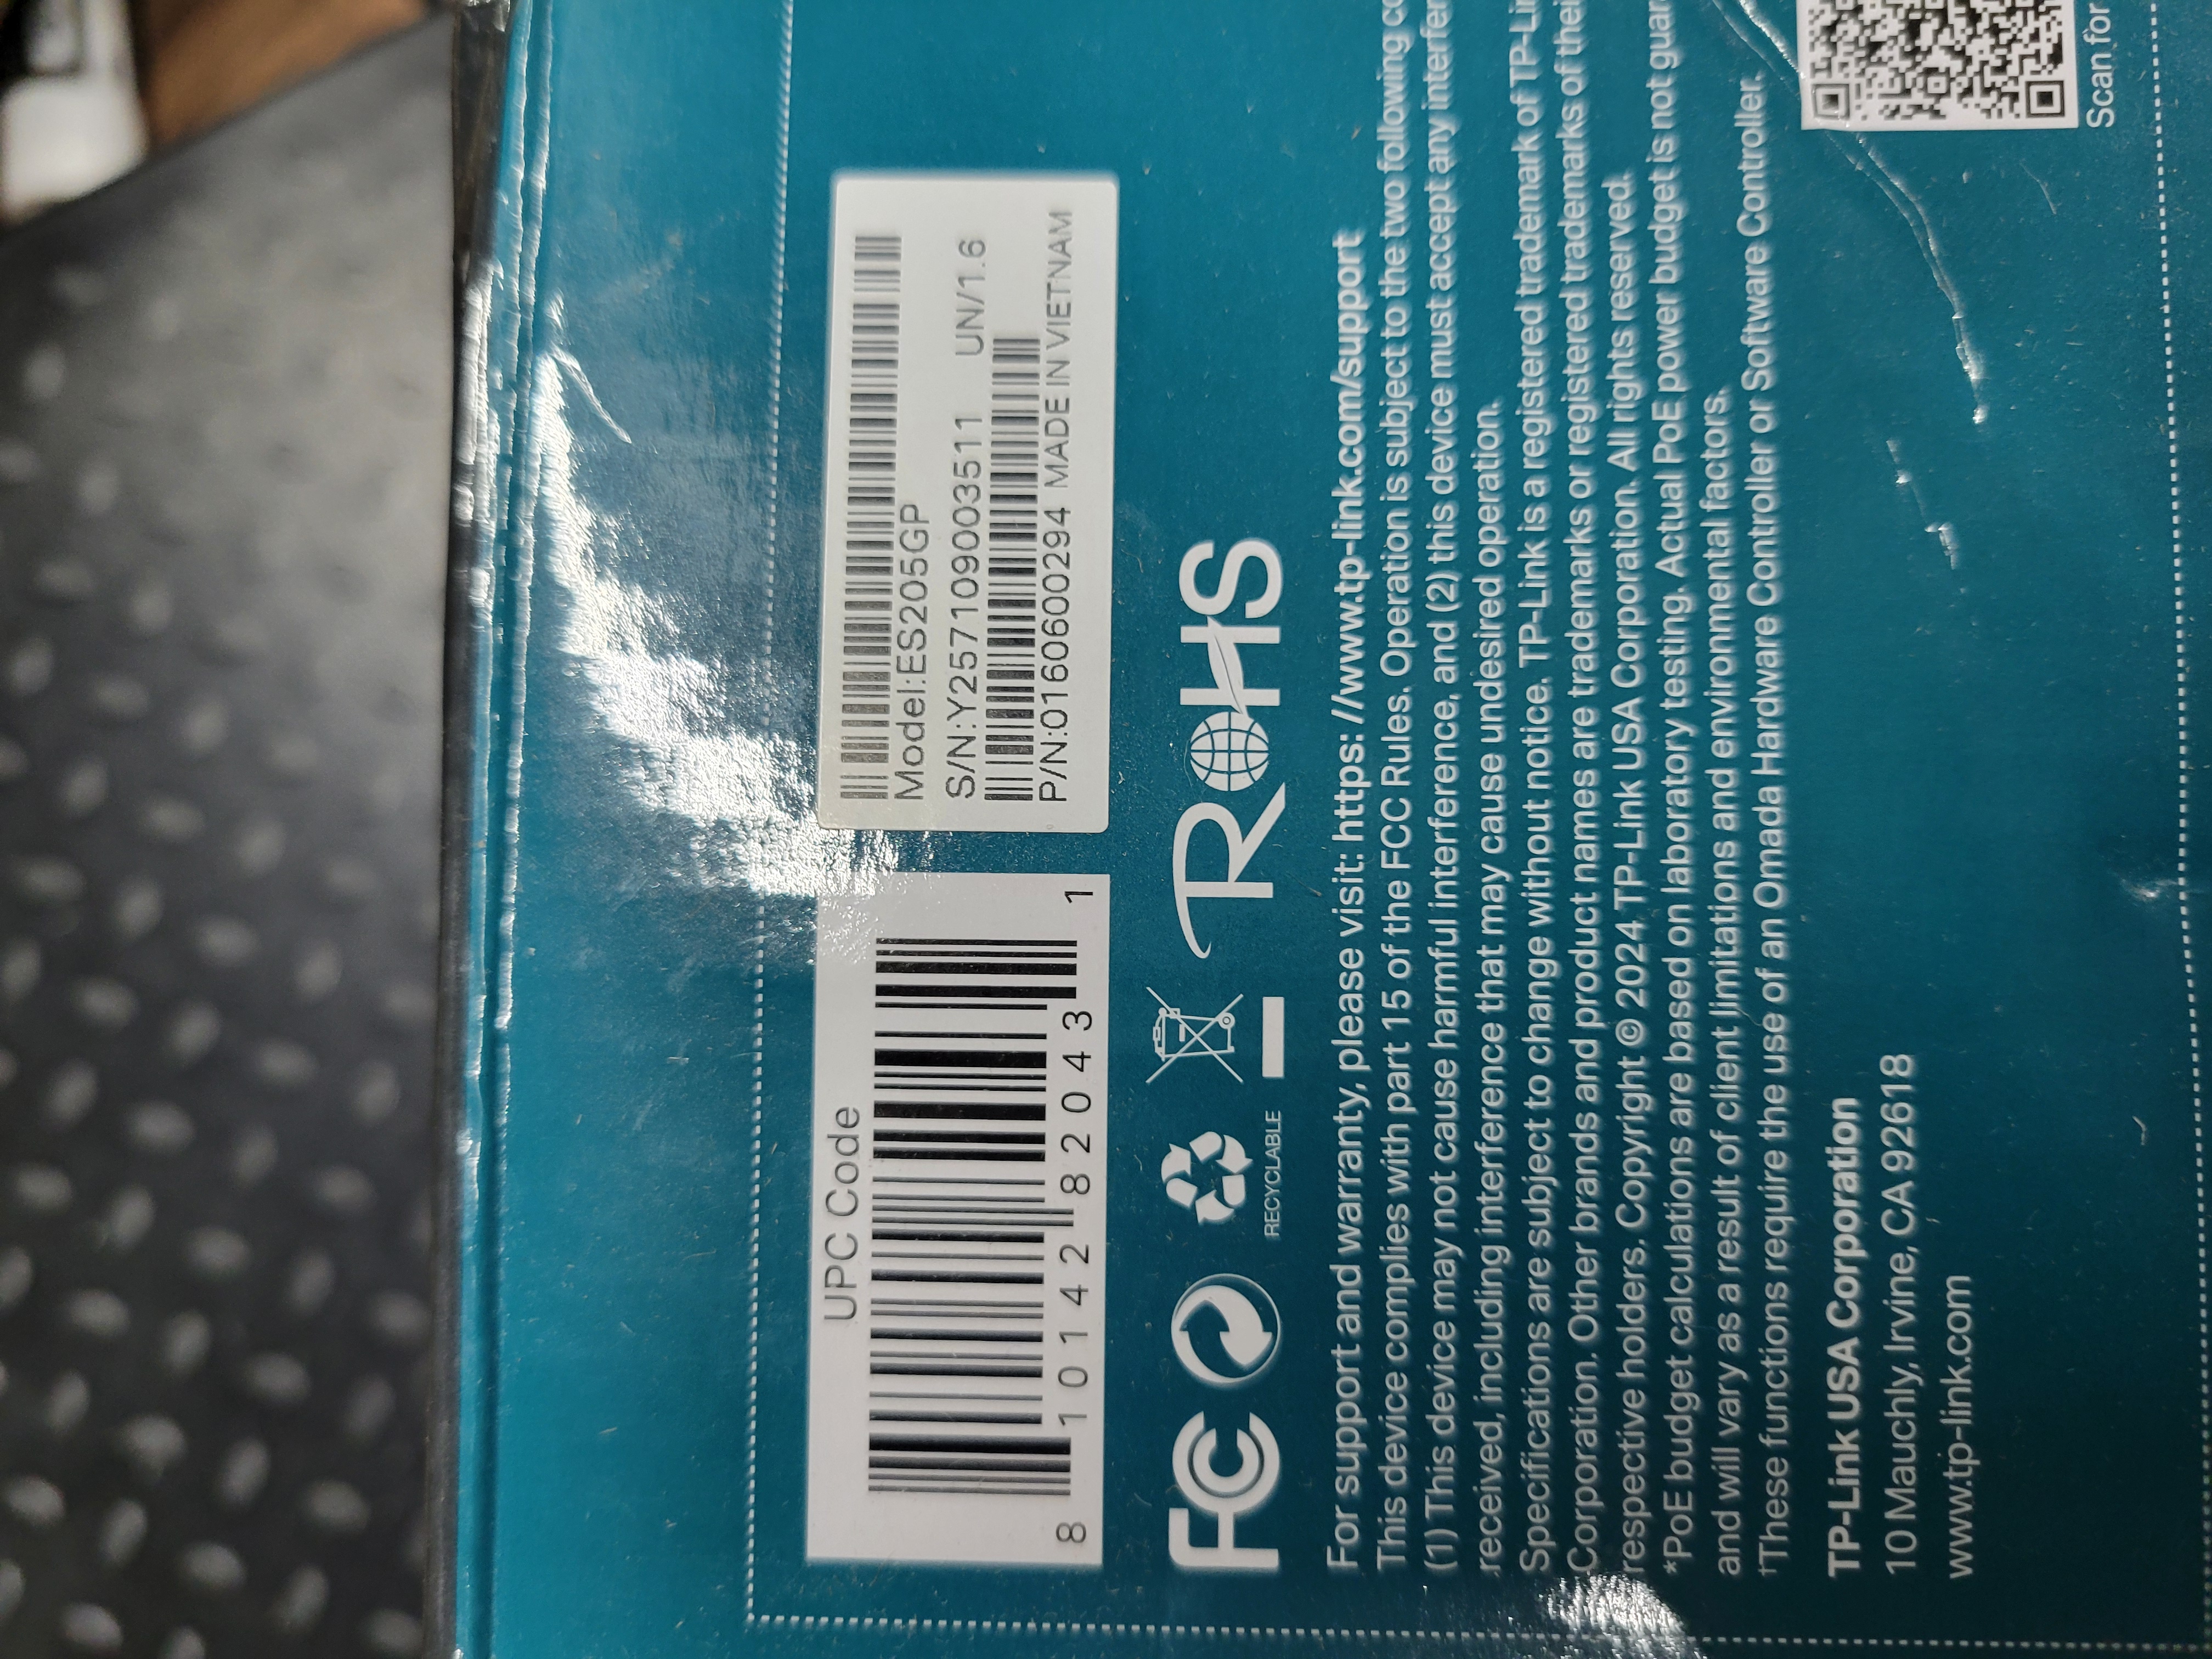 UPC Code
8 10142 82043 1
Model:ES205GP
S/N:Y257109003511 UN/1.6
P/N:0160600294 MADE IN VIETNAM
FC
RECYCLABLE
RoHS
For support and warranty, please visit: https: //www.tp-link.com/support
This device complies with part 15 of the FCC Rules. Operation is subject to the two following
(1) This device may not cause harmful interference, and (2) this device must accept any
received, including interference that may cause undesired operation.
Specifications are subject to change without notice. TP-Link is a registered trademark of
Corporation. Other brands and product names are trademarks or registered trademarks of
respective holders. Copyright © 2024 TP-Link USA Corporation. All rights reserved.
*PoE budget calculations are based on laboratory testing. Actual PoE power budget is not
and will vary as a result of client limitations and environmental factors.
†These functions require the use of an Omada Hardware Controller or Software Controller.
TP-Link USA Corporation
10 Mauchly, Irvine, CA 92618
www.tp-link.com
Scan for